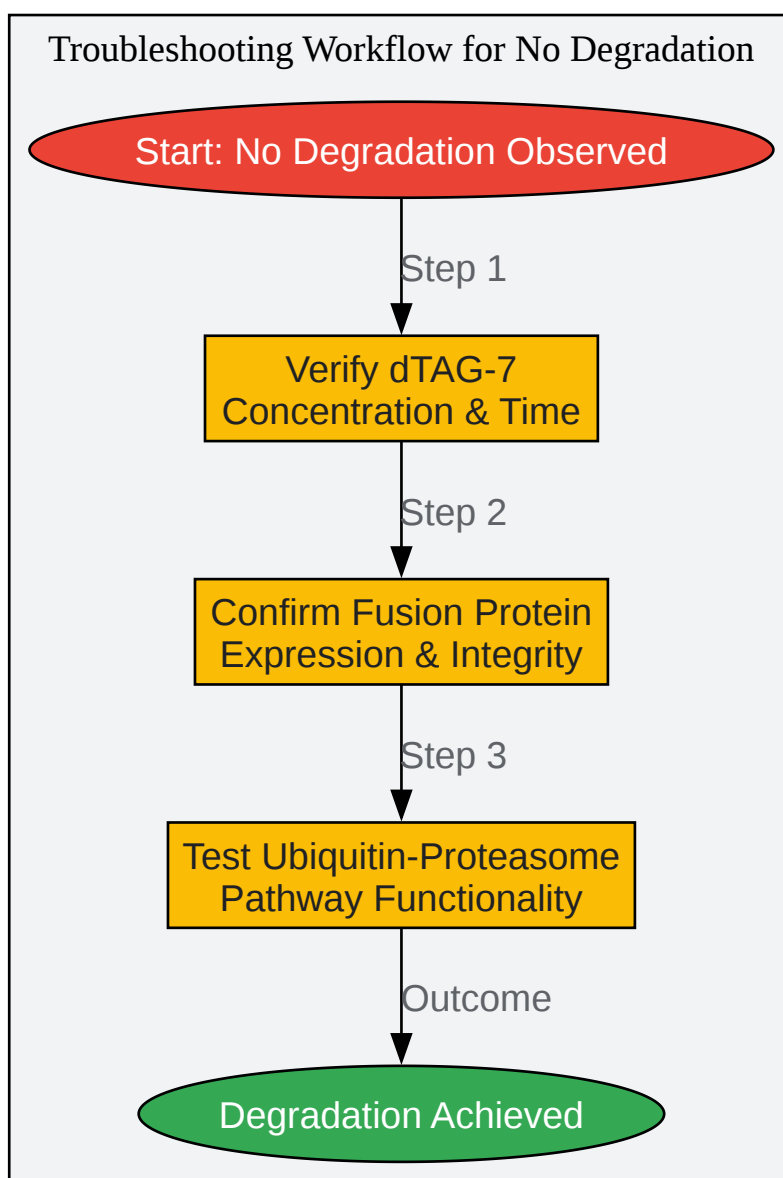 Troubleshooting Workflow for No Degradation
Start: No Degradation Observed
Step 1
Verify dTAG-7
Concentration & Time
Step 2
Confirm Fusion Protein
Expression & Integrity
Step 3
Test Ubiquitin-Proteasome
Pathway Functionality
Outcome
Degradation Achieved